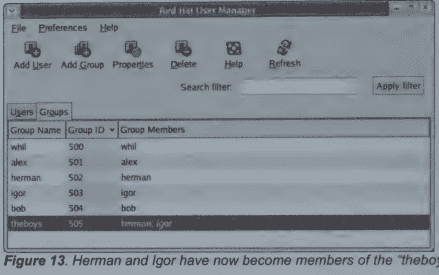 Red Hat User Manager
File Preferences Help
Add User Add Group Properties Delete Help Refresh
Search filter: Apply filter
Users Groups
Group Name Group ID Group Members
whil 500 whil
alex 501 alex
herman 502 herman
igor 503 igor
bob 504 bob
theboys 505 herman, igor
Figure 13. Herman and Igor have now become members of the "theboy